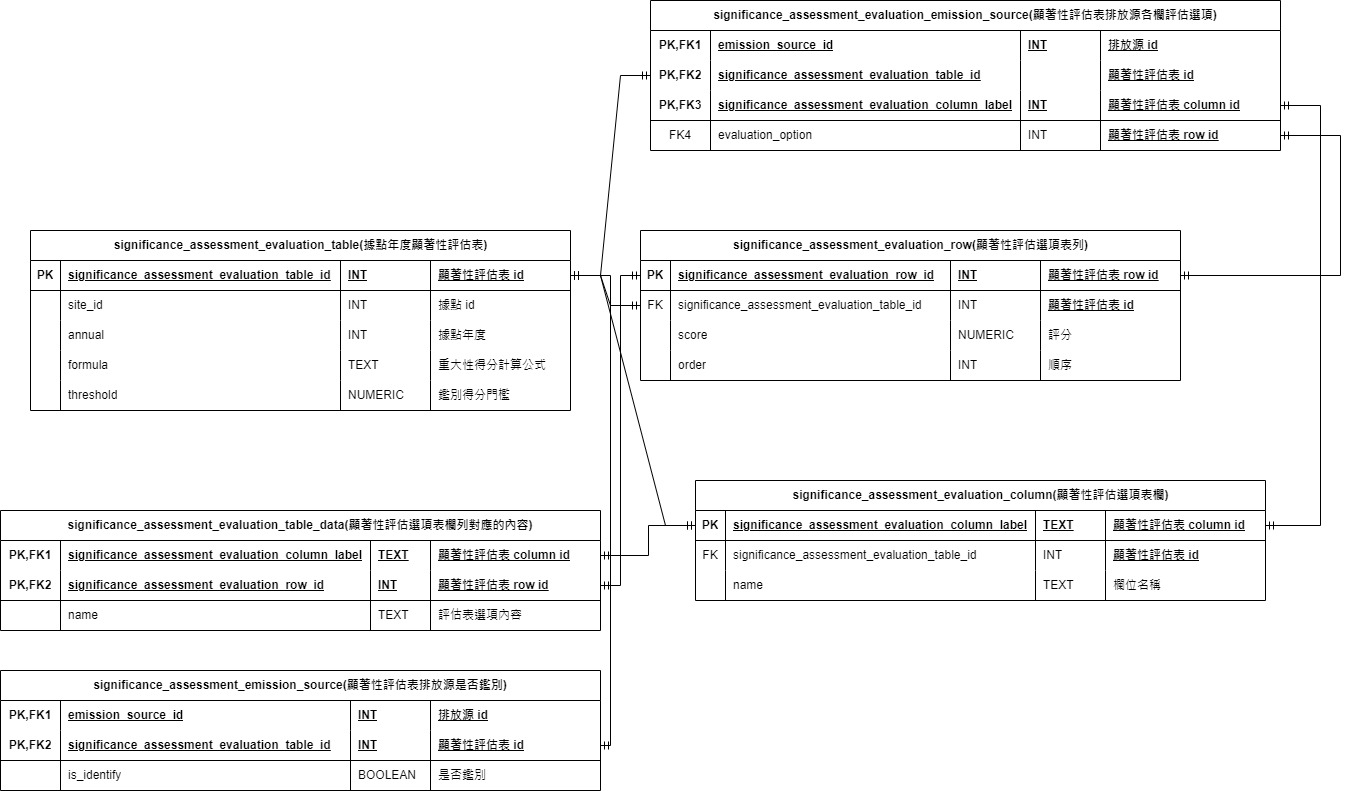 significance_assessment_evaluation_emission_source(顯著性評估表排放源各欄評估選項)
PK,FK1 emission_source_id INT 排放源 id
PK,FK2 significance_assessment_evaluation_table_id 顯著性評估表 id
PK,FK3 significance_assessment_evaluation_column_label INT 顯著性評估表 column id
FK4 evaluation_option INT 顯著性評估表 row id
significance_assessment_evaluation_table(據點年度顯著性評估表)
PK significance_assessment_evaluation_table_id INT 顯著性評估表 id
site_id INT 據點 id
annual INT 據點年度
formula TEXT 重大性得分計算公式
threshold NUMERIC 鑑別得分門檻
significance_assessment_evaluation_row(顯著性評估選項表列)
PK significance_assessment_evaluation_row_id INT 顯著性評估表 row id
FK significance_assessment_evaluation_table_id INT 顯著性評估表 id
score NUMERIC 評分
order INT 順序
significance_assessment_evaluation_column(顯著性評估選項表欄)
PK significance_assessment_evaluation_column_label TEXT 顯著性評估表 column id
FK significance_assessment_evaluation_table_id INT 顯著性評估表 id
name TEXT 欄位名稱
significance_assessment_evaluation_table_data(顯著性評估選項表欄列對應的內容)
PK,FK1 significance_assessment_evaluation_column_label TEXT 顯著性評估表 column id
PK,FK2 significance_assessment_evaluation_row_id INT 顯著性評估表 row id
name TEXT 評估表選項內容
significance_assessment_emission_source(顯著性評估表排放源是否鑑別)
PK,FK1 emission_source_id INT 排放源 id
PK,FK2 significance_assessment_evaluation_table_id INT 顯著性評估表 id
is_identify BOOLEAN 是否鑑別